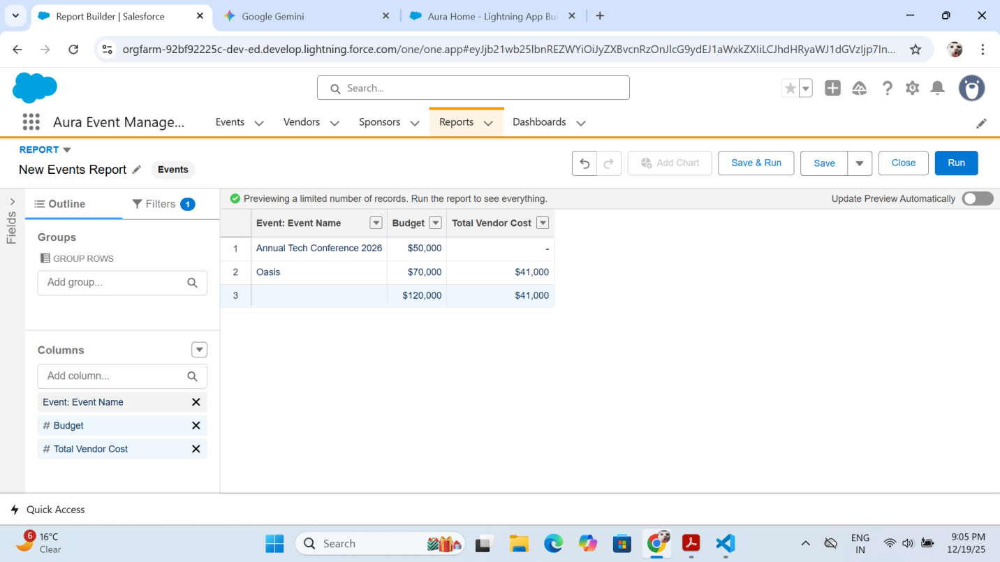 Report Builder | Salesforce
Google Gemini
Aura Home - Lightning App Bu
orgfarm-92bf92225c-dev-ed.develop.lightning.force.com/one/one.app#eyJjb21wb25lbnREZWYiOiJyZXBvcnRzOnJlcG9ydEJ1aWxkZXIiLCJhdHRyaWJ1dGVzIjp7In...
Search...
Aura Event Manage...
Events
Vendors
Sponsors
Reports
Dashboards
REPORT
New Events Report
Events
Add Chart
Save & Run
Save
Close
Run
Fields
Outline
Filters
1
Previewing a limited number of records. Run the report to see everything.
Update Preview Automatically
Groups
GROUP ROWS
Add group...
Columns
Add column...
Event: Event Name
# Budget
# Total Vendor Cost
Event: Event Name Budget Total Vendor Cost
1 Annual Tech Conference 2026 $50,000 -
2 Oasis $70,000 $41,000
3 $120,000 $41,000
Quick Access
6
16°C
Clear
Search
ENG
IN
9:05 PM
12/19/25